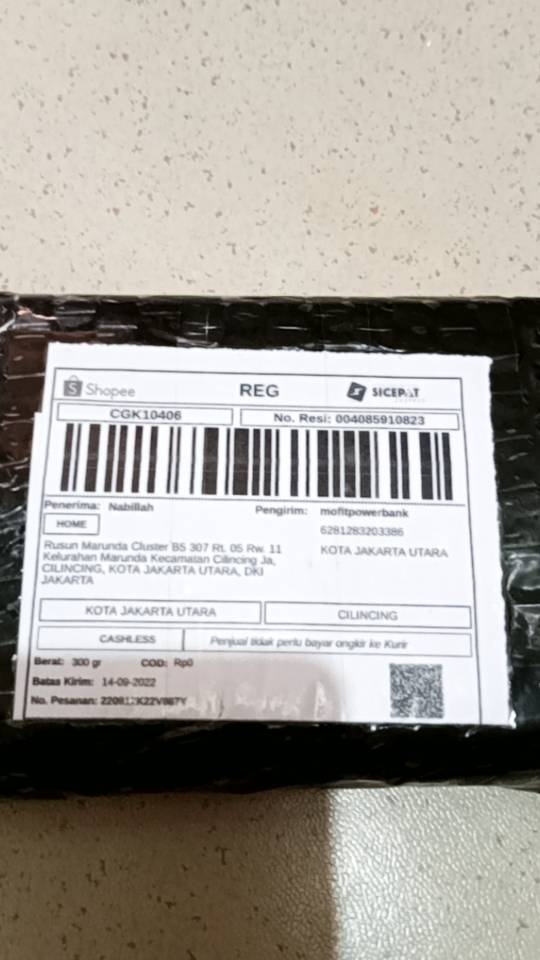 Shopee REG SICEPAT
CGK10406 No. Resi: 004085910823
Penerima: Nabillah Pengirim: mofitpowerbank
HOME 6281283203386
Rusun Marunda Cluster B5 307 Rt. 05 Rw. 11 KOTA JAKARTA UTARA
Kelurahan Marunda Kecamatan Cilincing Ja,
CILINCING, KOTA JAKARTA UTARA, DKI
JAKARTA
KOTA JAKARTA UTARA CILINCING
CASHLESS Penjual tidak perlu bayar ongkir ke Kurir
Berat: 300 gr COD: Rp0
Batas Kirim: 14-09-2022
No. Pesanan: